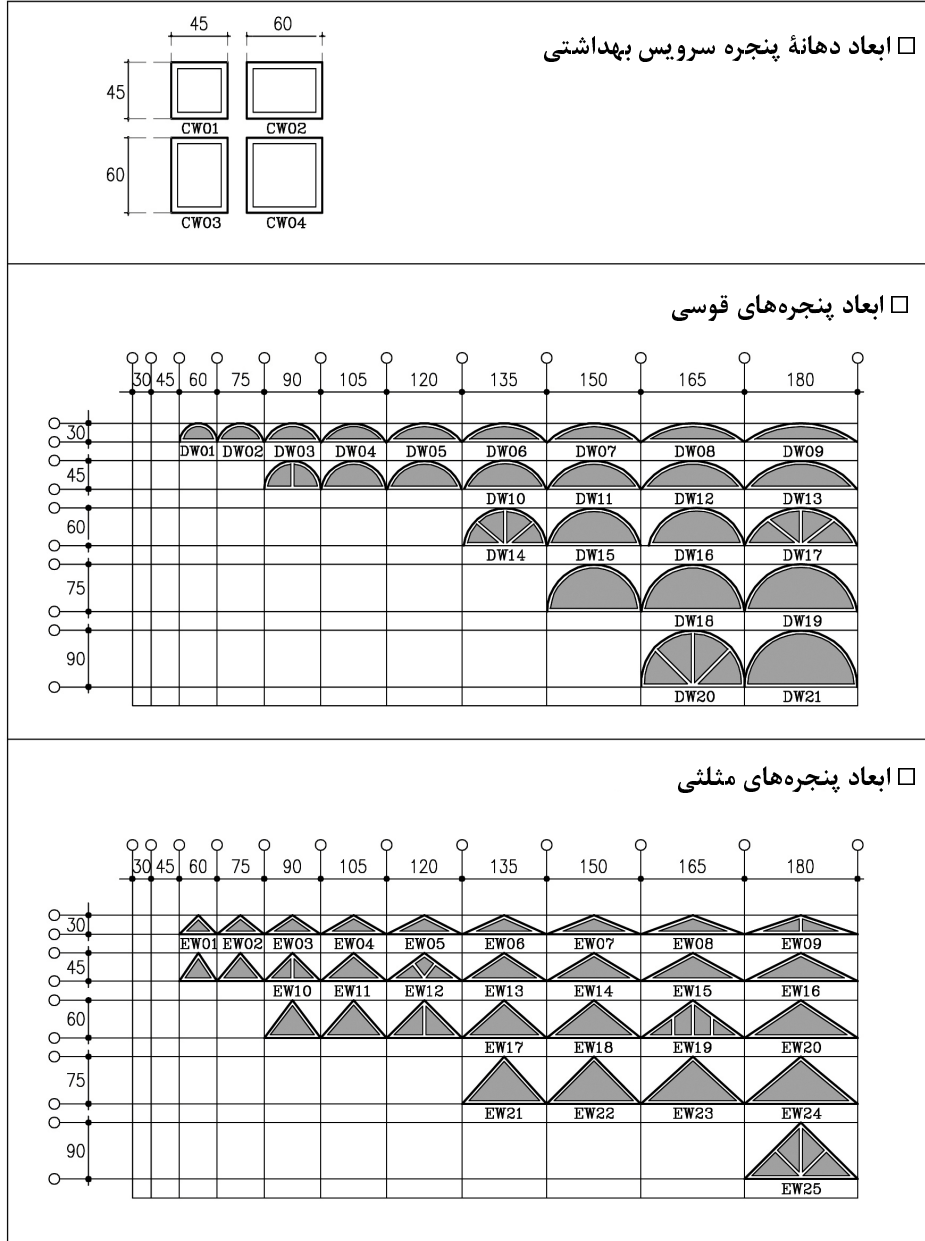 □ ابعاد دهانهٔ پنجره سرویس بهداشتی
45 60
45
CW01 CW02
60
CW03 CW04
□ ابعاد پنجره‌های قوسی
30 45 60 75 90 105 120 135 150 165 180
30
DW01 DW02 DW03 DW04 DW05 DW06 DW07 DW08 DW09
45
DW10 DW11 DW12 DW13
60
DW14 DW15 DW16 DW17
75
DW18 DW19
90
DW20 DW21
□ ابعاد پنجره‌های مثلثی
30 45 60 75 90 105 120 135 150 165 180
30
EW01 EW02 EW03 EW04 EW05 EW06 EW07 EW08 EW09
45
EW10 EW11 EW12 EW13 EW14 EW15 EW16
60
EW17 EW18 EW19 EW20
75
EW21 EW22 EW23 EW24
90
EW25